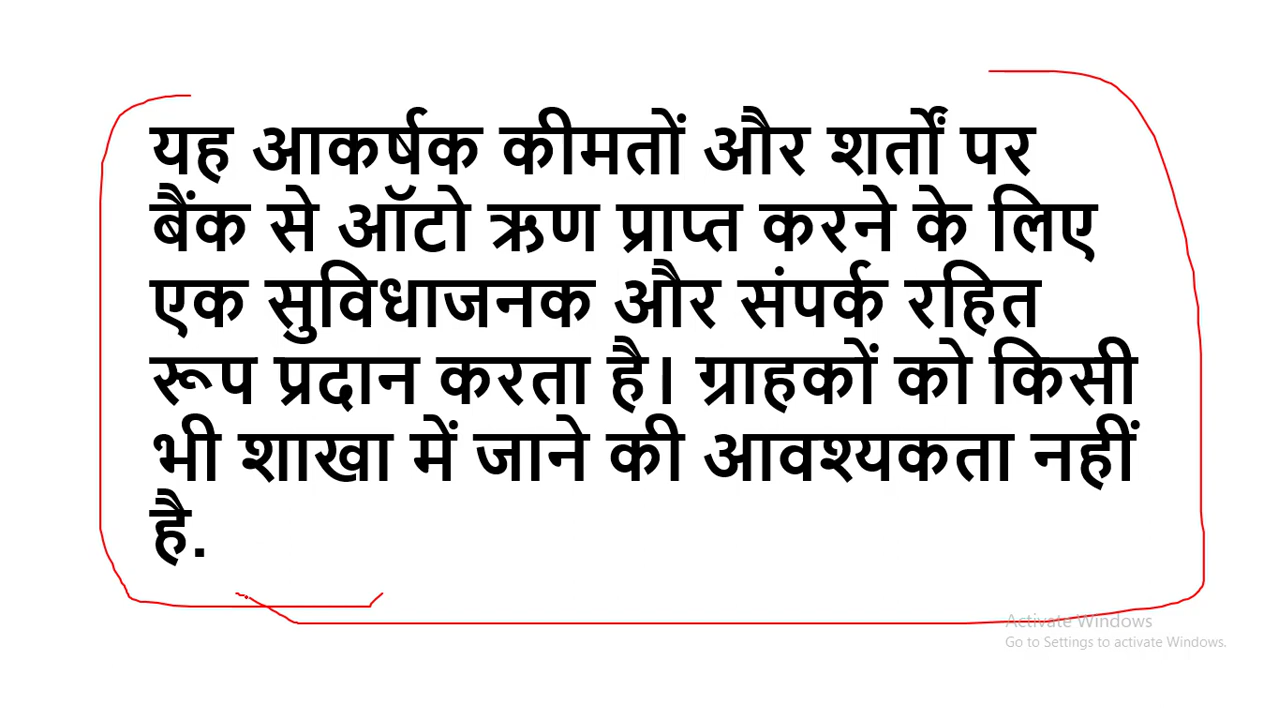 यह आकर्षक कीमतों और शर्तों पर
बैंक से ऑटो ऋण प्राप्त करने के लिए
एक सुविधाजनक और संपर्क रहित
रूप प्रदान करता है। ग्राहकों को किसी
भी शाखा में जाने की आवश्यकता नहीं
है.
Activate Windows
Go to Settings to activate Windows.